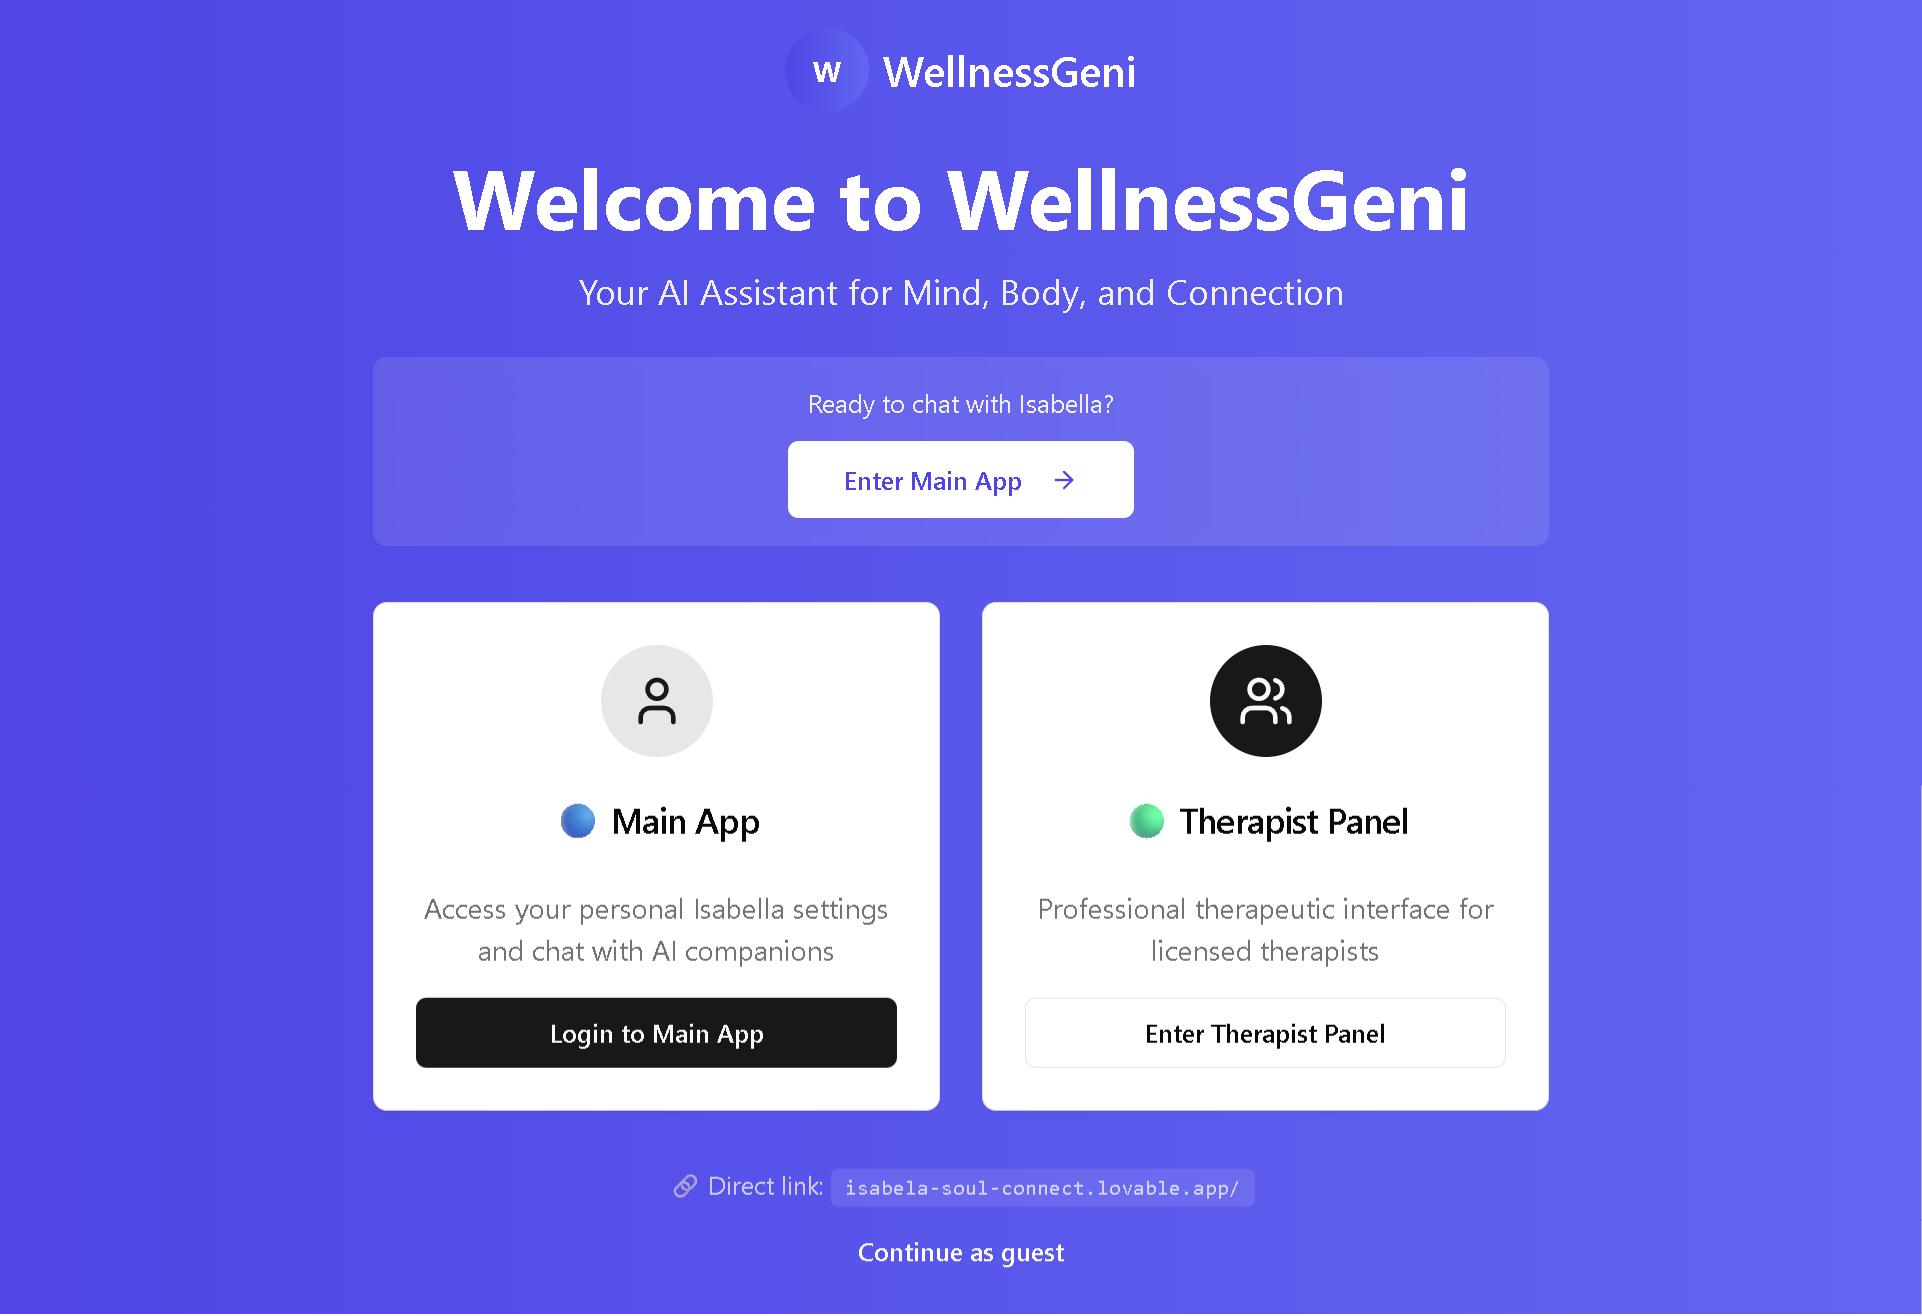 W WellnessGeni
Welcome to WellnessGeni
Your AI Assistant for Mind, Body, and Connection
Ready to chat with Isabella?
Enter Main App →
Main App
Access your personal Isabella settings
and chat with AI companions
Login to Main App
Therapist Panel
Professional therapeutic interface for
licensed therapists
Enter Therapist Panel
Direct link: isabela-soul-connect.lovable.app/
Continue as guest